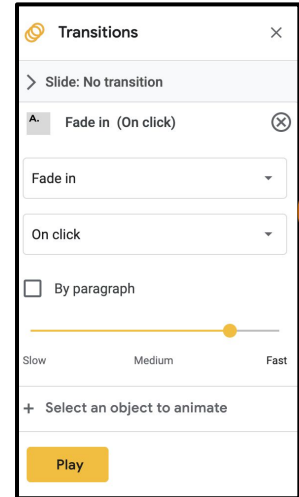 Transitions
Slide: No transition
A.
Fade in (On click)
Fade in
On click
By paragraph
Slow Medium Fast
+ Select an object to animate
Play